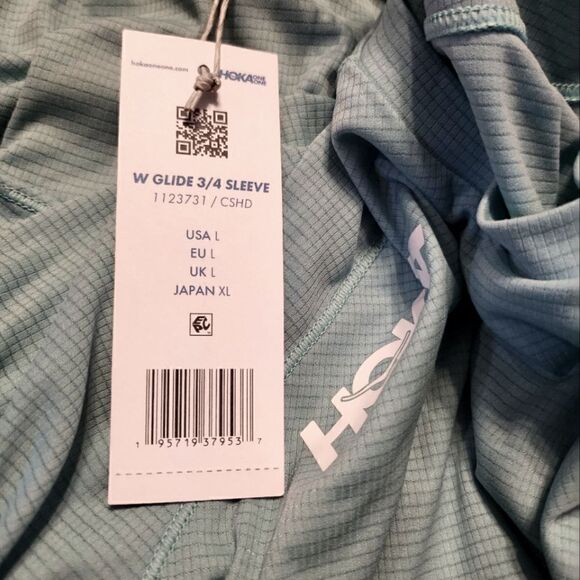 hokaoneone.com
HOKA ONE ONE
W GLIDE 3/4 SLEEVE
1123731 / CSHD
USA L
EU L
UK L
JAPAN XL
1 95719 37953 7
HOKA